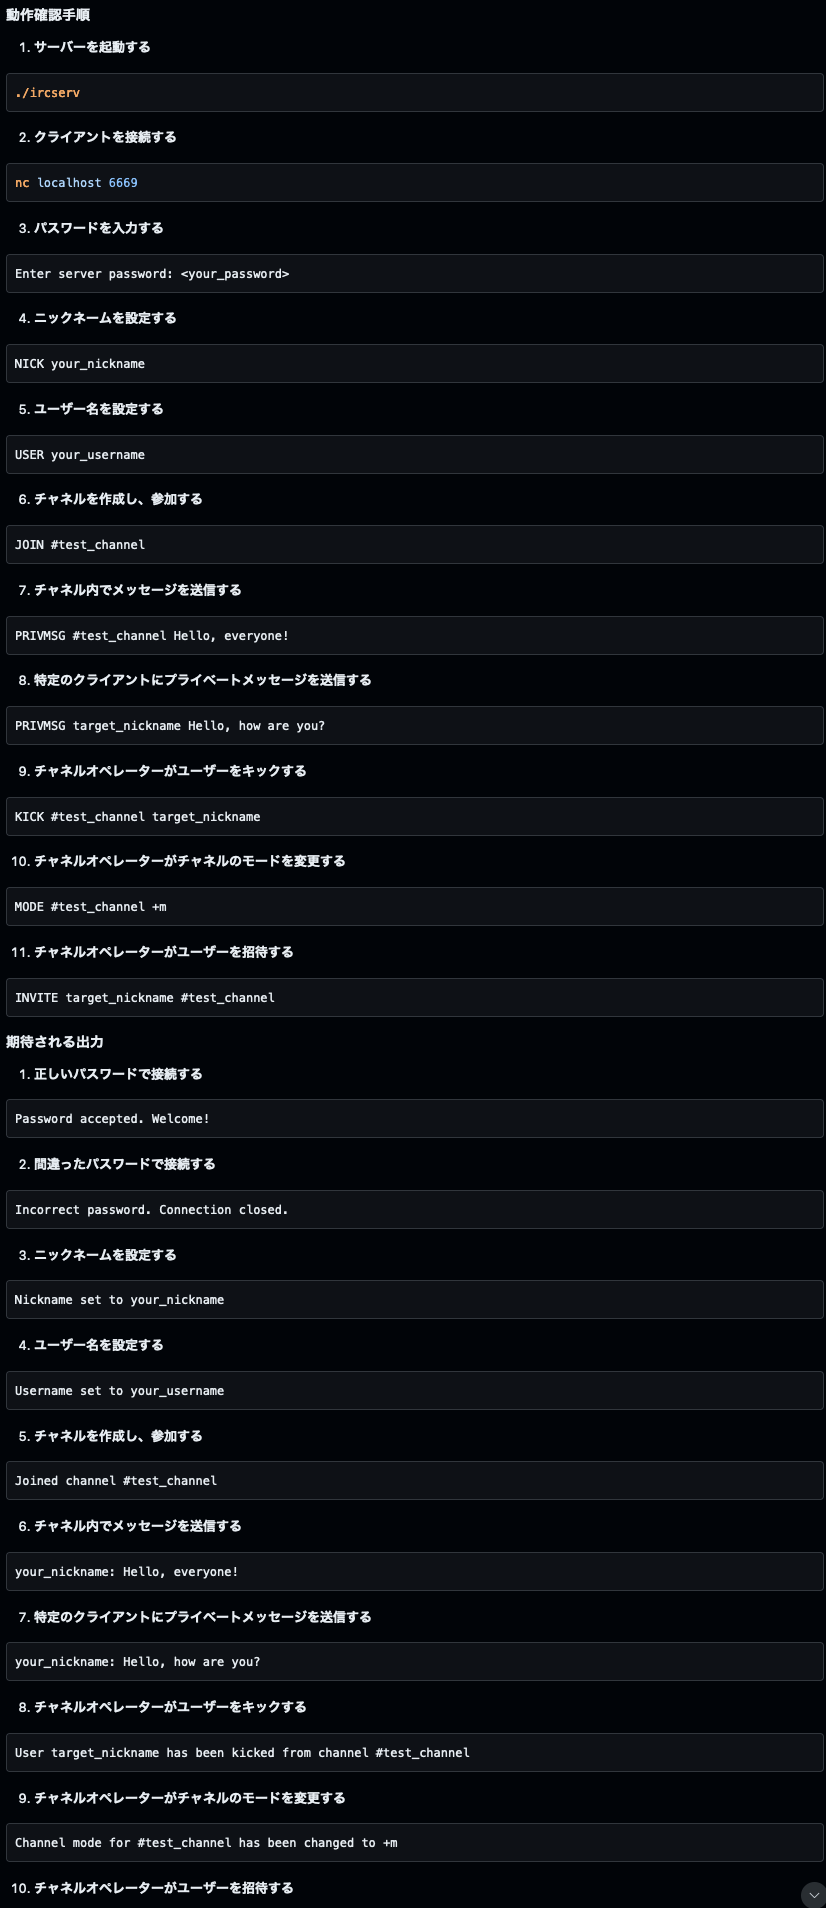 動作確認手順
1. サーバーを起動する
./ircserv
2. クライアントを接続する
nc localhost 6669
3. パスワードを入力する
Enter server password: <your_password>
4. ニックネームを設定する
NICK your_nickname
5. ユーザー名を設定する
USER your_username
6. チャネルを作成し、参加する
JOIN #test_channel
7. チャネル内でメッセージを送信する
PRIVMSG #test_channel Hello, everyone!
8. 特定のクライアントにプライベートメッセージを送信する
PRIVMSG target_nickname Hello, how are you?
9. チャネルオペレーターがユーザーをキックする
KICK #test_channel target_nickname
10. チャネルオペレーターがチャネルのモードを変更する
MODE #test_channel +m
11. チャネルオペレーターがユーザーを招待する
INVITE target_nickname #test_channel
期待される出力
1. 正しいパスワードで接続する
Password accepted. Welcome!
2. 間違ったパスワードで接続する
Incorrect password. Connection closed.
3. ニックネームを設定する
Nickname set to your_nickname
4. ユーザー名を設定する
Username set to your_username
5. チャネルを作成し、参加する
Joined channel #test_channel
6. チャネル内でメッセージを送信する
your_nickname: Hello, everyone!
7. 特定のクライアントにプライベートメッセージを送信する
your_nickname: Hello, how are you?
8. チャネルオペレーターがユーザーをキックする
User target_nickname has been kicked from channel #test_channel
9. チャネルオペレーターがチャネルのモードを変更する
Channel mode for #test_channel has been changed to +m
10. チャネルオペレーターがユーザーを招待する